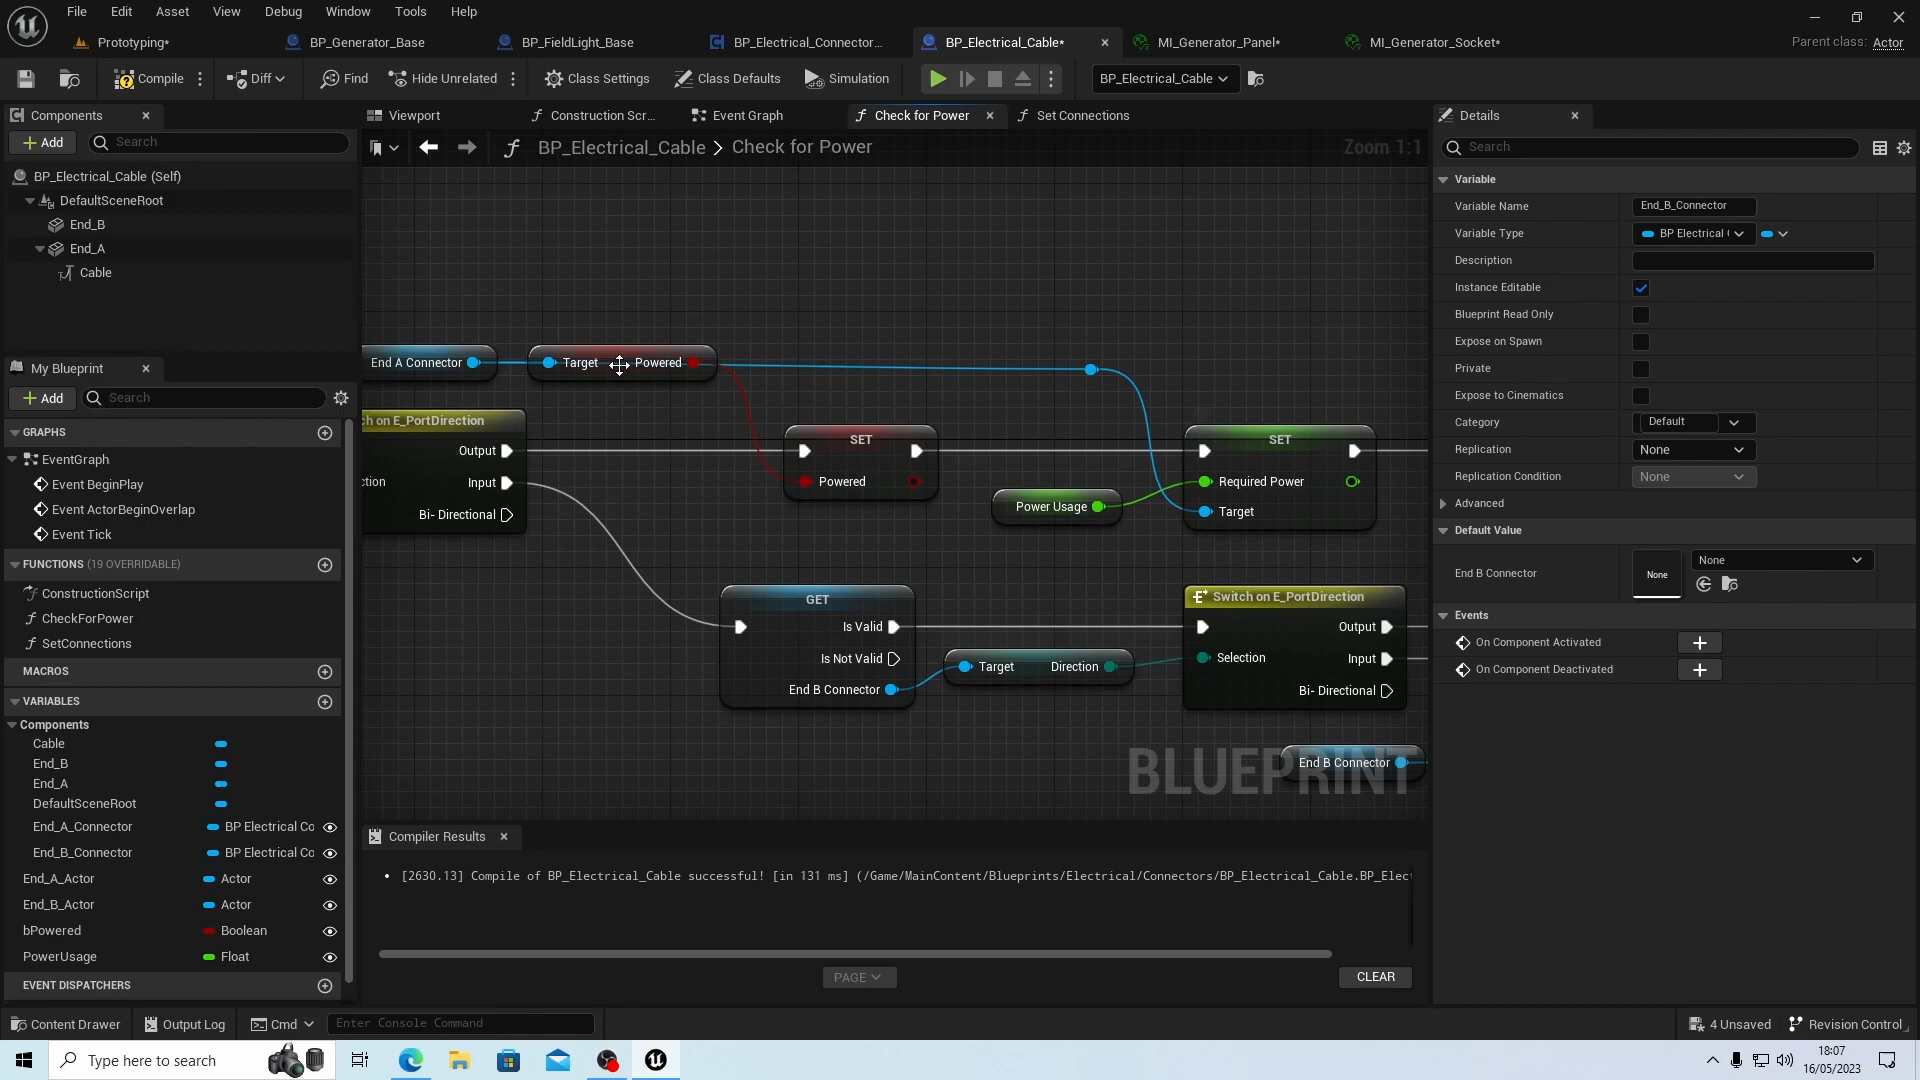 File Edit Asset View Debug Window Tools Help
Prototyping* BP_Generator_Base BP_FieldLight_Base BP_Electrical_Connector... BP_Electrical_Cable* MI_Generator_Panel* MI_Generator_Socket* Parent class: Actor
Compile Diff Find Hide Unrelated Class Settings Class Defaults Simulation BP_Electrical_Cable
Components Viewport Construction Scr... Event Graph Check for Power Set Connections Details
Add Search
BP_Electrical_Cable > Check for Power Zoom 1:1
Search
BP_Electrical_Cable (Self)
DefaultSceneRoot
End_B
End_A
Cable
My Blueprint
Add Search
GRAPHS
EventGraph
Event BeginPlay
Event ActorBeginOverlap
Event Tick
FUNCTIONS (19 OVERRIDABLE)
ConstructionScript
CheckForPower
SetConnections
MACROS
VARIABLES
Components
Cable
End_B
End_A
DefaultSceneRoot
End_A_Connector BP Electrical Co
End_B_Connector BP Electrical Co
End_A_Actor Actor
End_B_Actor Actor
bPowered Boolean
PowerUsage Float
EVENT DISPATCHERS
End A Connector Target Powered
ch on E_PortDirection
Output
ction Input
Bi- Directional
SET
Powered
Power Usage
SET
Required Power
Target
GET
Is Valid
Is Not Valid
End B Connector
Target Direction
Switch on E_PortDirection
Output
Selection Input
Bi- Directional
End B Connector
BLUEPRINT
Compiler Results
[2630.13] Compile of BP_Electrical_Cable successful! [in 131 ms] (/Game/MainContent/Blueprints/Electrical/Connectors/BP_Electrical_Cable.BP_Elect
PAGE CLEAR
Variable
Variable Name End_B_Connector
Variable Type BP Electrical (
Description
Instance Editable
Blueprint Read Only
Expose on Spawn
Private
Expose to Cinematics
Category Default
Replication None
Replication Condition None
Advanced
Default Value
End B Connector None None
Events
On Component Activated
On Component Deactivated
Content Drawer Output Log Cmd Enter Console Command 4 Unsaved Revision Control
Type here to search
18:07
16/05/2023